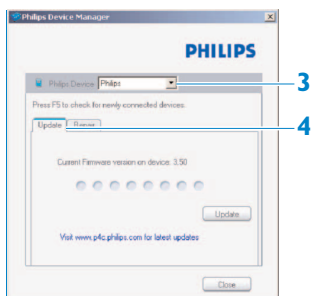 Philips Device Manager
PHILIPS
Philips Device Philips
3
Press F5 to check for newly connected devices.
4
Update Repair
Current Firmware version on device: 3.50
Update
Visit www.p4c.philips.com for latest updates
Close